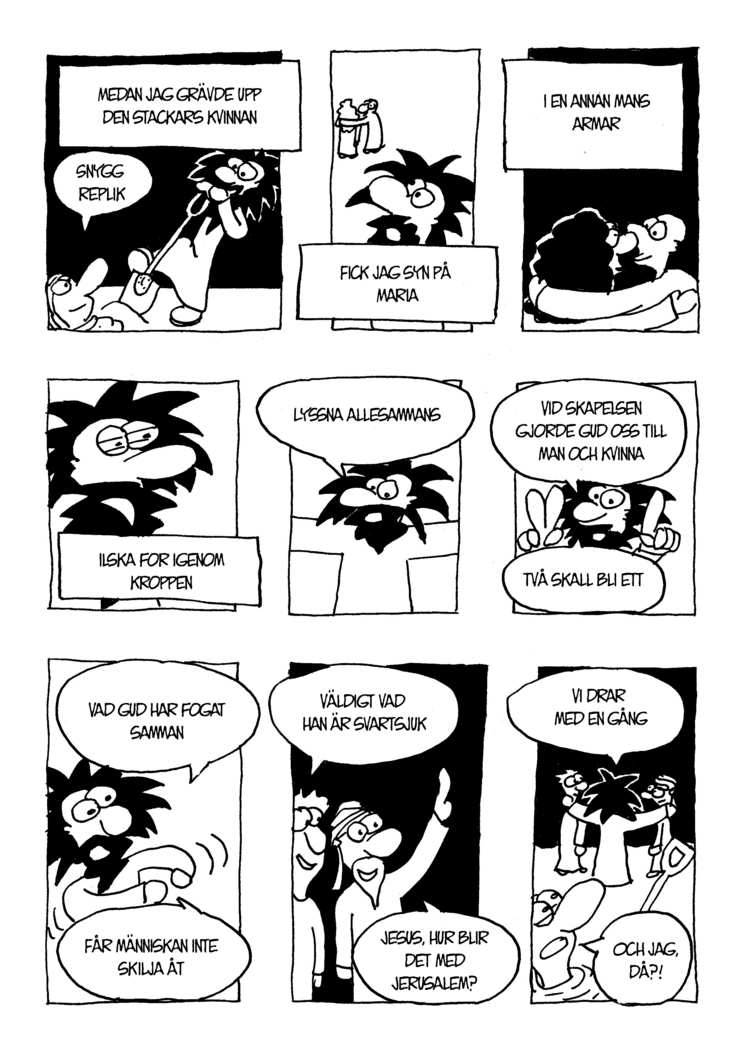 MEDAN JAG GRÄVDE UPP
DEN STACKARS KVINNAN
SNYGG
REPLIK
FICK JAG SYN PÅ
MARIA
I EN ANNAN MANS
ARMAR
ILSKA FOR IGENOM
KROPPEN
LYSSNA ALLESAMMANS
VID SKAPELSEN
GJORDE GUD OSS TILL
MAN OCH KVINNA
TVÅ SKALL BLI ETT
VAD GUD HAR FOGAT
SAMMAN
FÅR MÄNNISKAN INTE
SKILJA ÅT
VÄLDIGT VAD
HAN ÄR SVARTSJUK
JESUS, HUR BLIR
DET MED
JERUSALEM?
VI DRAR
MED EN GÅNG
OCH JAG,
DÅ?!